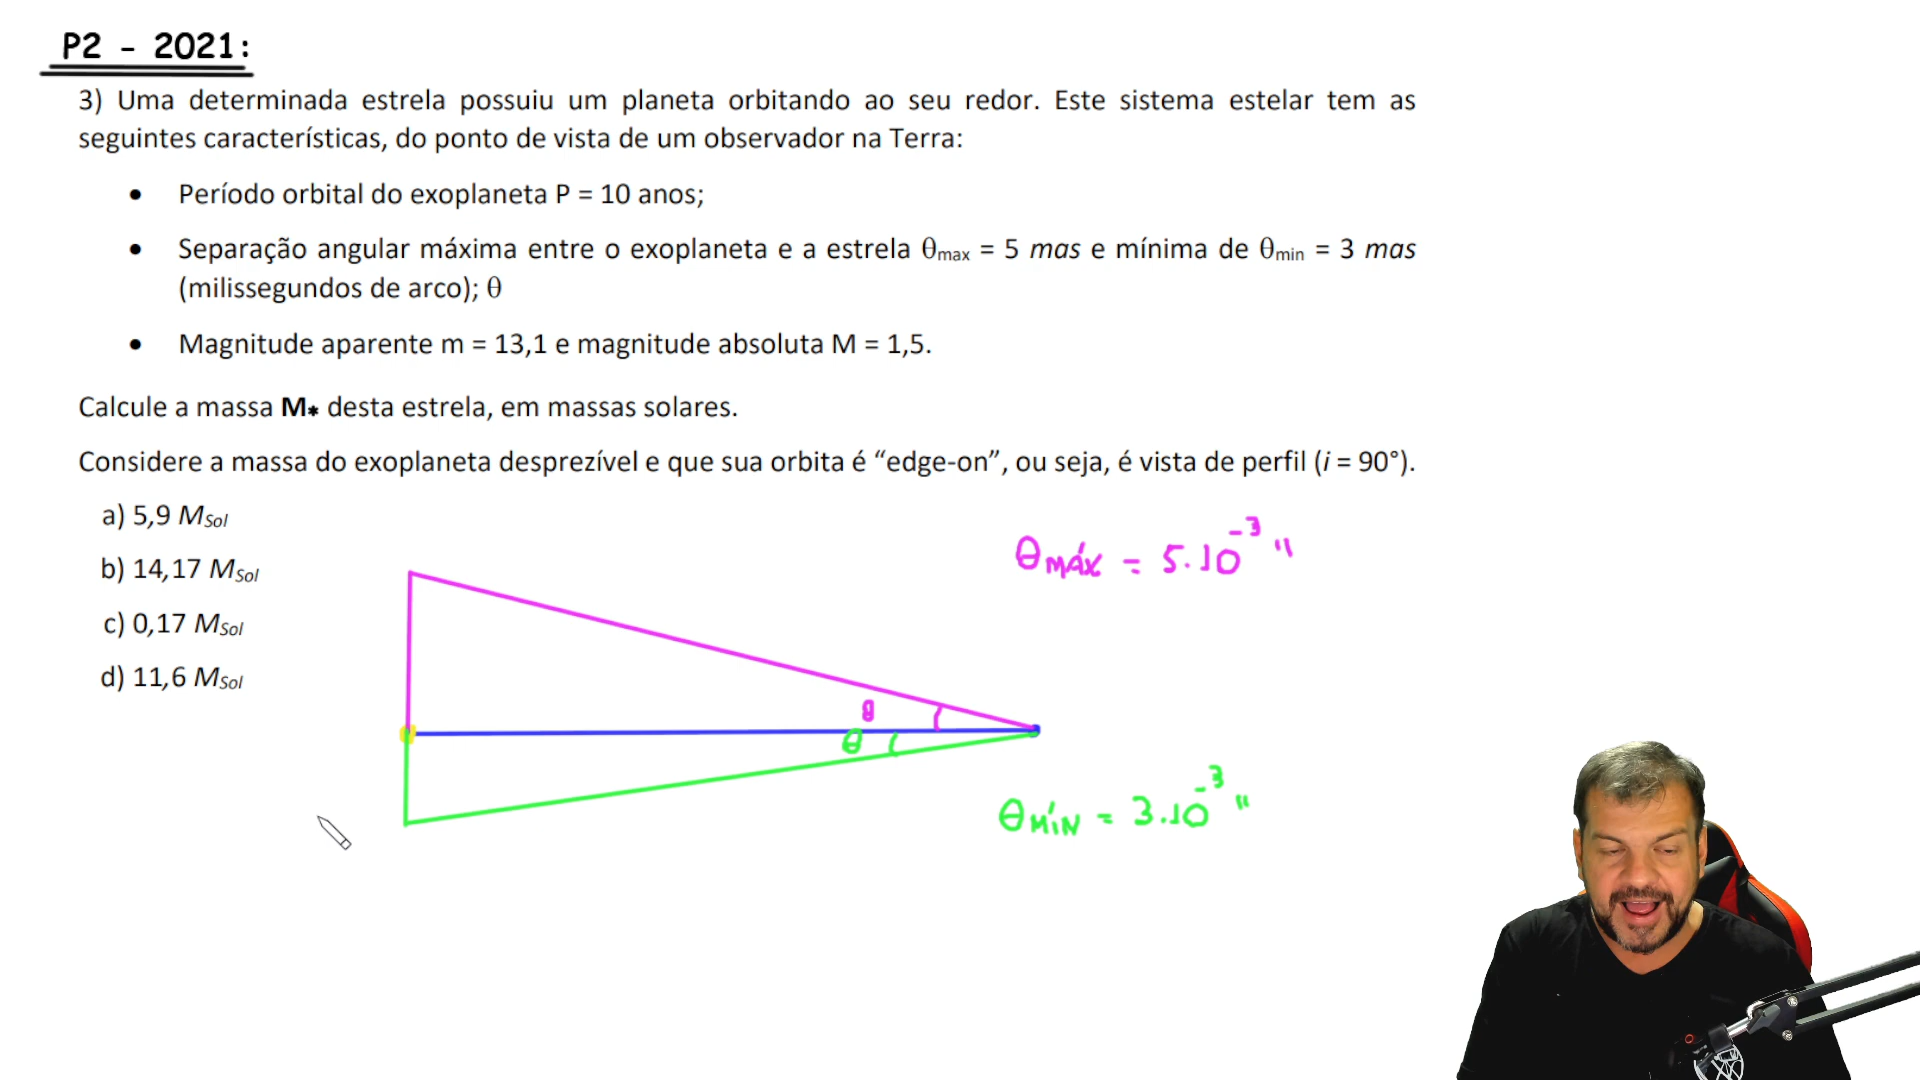 P2 - 2021:
3) Uma determinada estrela possuiu um planeta orbitando ao seu redor. Este sistema estelar tem as
seguintes características, do ponto de vista de um observador na Terra:
• Período orbital do exoplaneta P = 10 anos;
• Separação angular máxima entre o exoplaneta e a estrela θmax = 5 mas e mínima de θmin = 3 mas
(milissegundos de arco); θ
• Magnitude aparente m = 13,1 e magnitude absoluta M = 1,5.
Calcule a massa M* desta estrela, em massas solares.
Considere a massa do exoplaneta desprezível e que sua orbita é “edge-on”, ou seja, é vista de perfil (i = 90°).
a) 5,9 MSol
b) 14,17 MSol
c) 0,17 MSol
d) 11,6 MSol
θmáx = 5.10⁻³ "
θ
θ
θmín = 3.10⁻³ "